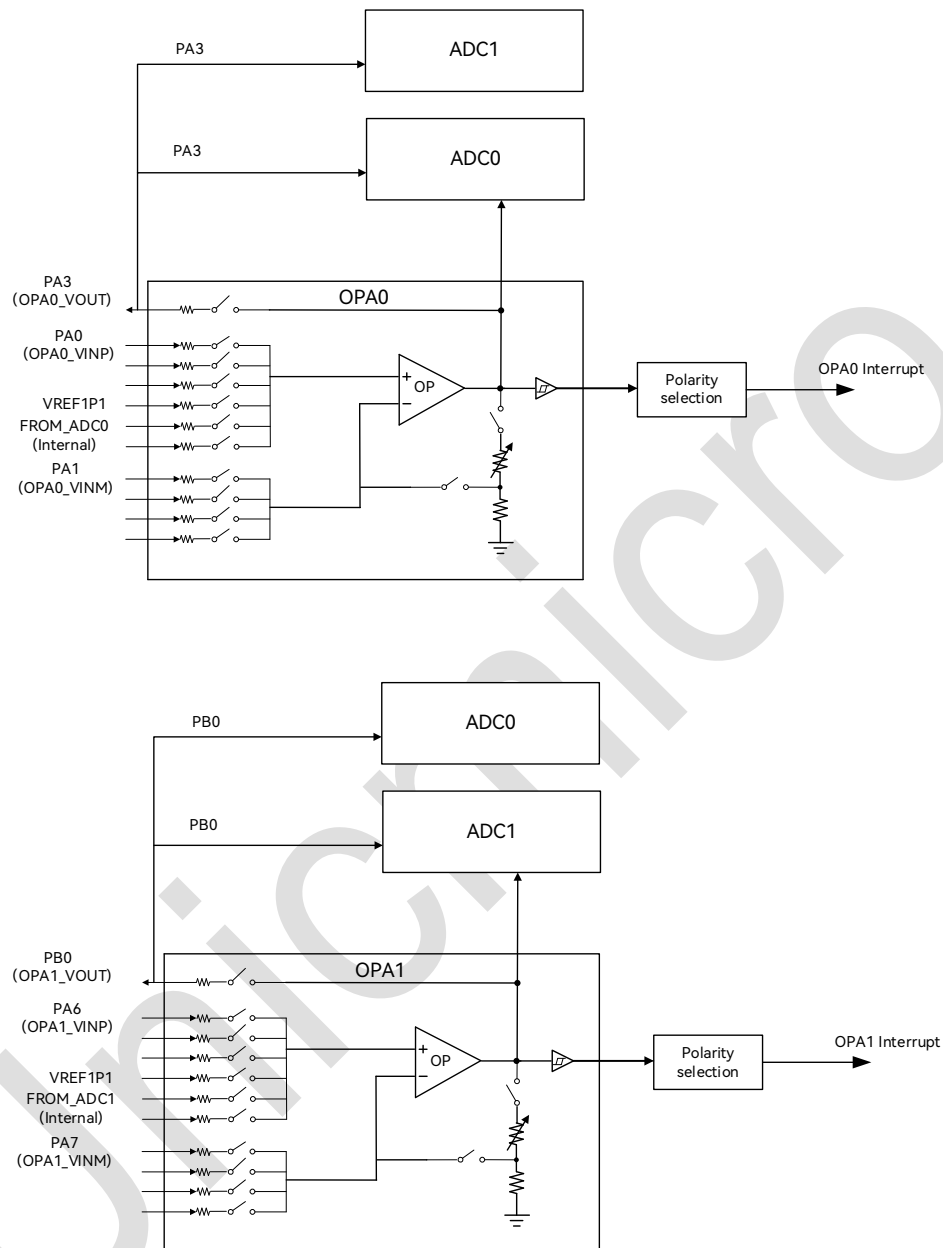 PA3
ADC1
PA3
ADC0
PA3
(OPA0_VOUT)
OPA0
PA0
(OPA0_VINP)
+
OP
−
Polarity
selection
OPA0 Interrupt
VREF1P1
FROM_ADC0
(Internal)
PA1
(OPA0_VINM)
PB0
ADC0
PB0
ADC1
PB0
(OPA1_VOUT)
OPA1
PA6
(OPA1_VINP)
+
OP
−
Polarity
selection
OPA1 Interrupt
VREF1P1
FROM_ADC1
(Internal)
PA7
(OPA1_VINM)
Unicmicro